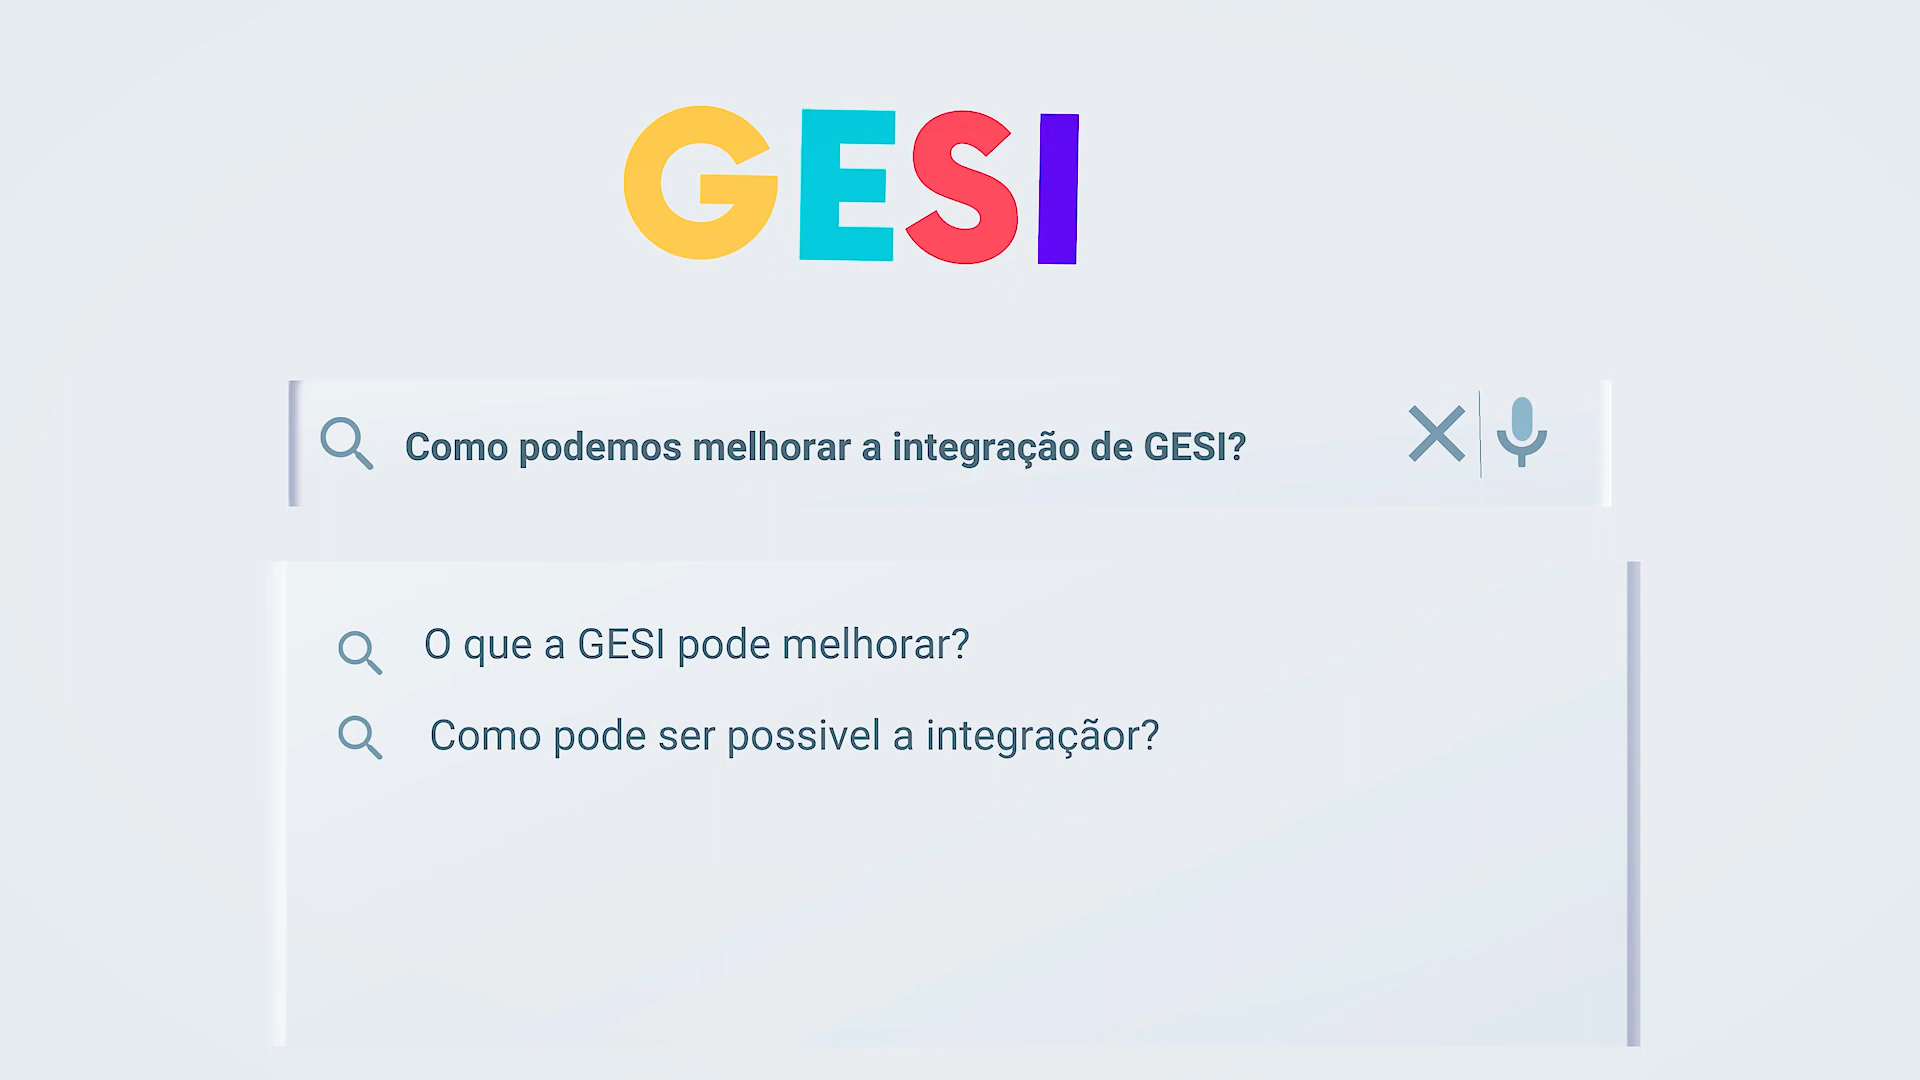 GESI
Como podemos melhorar a integração de GESI?
O que a GESI pode melhorar?
Como pode ser possivel a integraçãor?